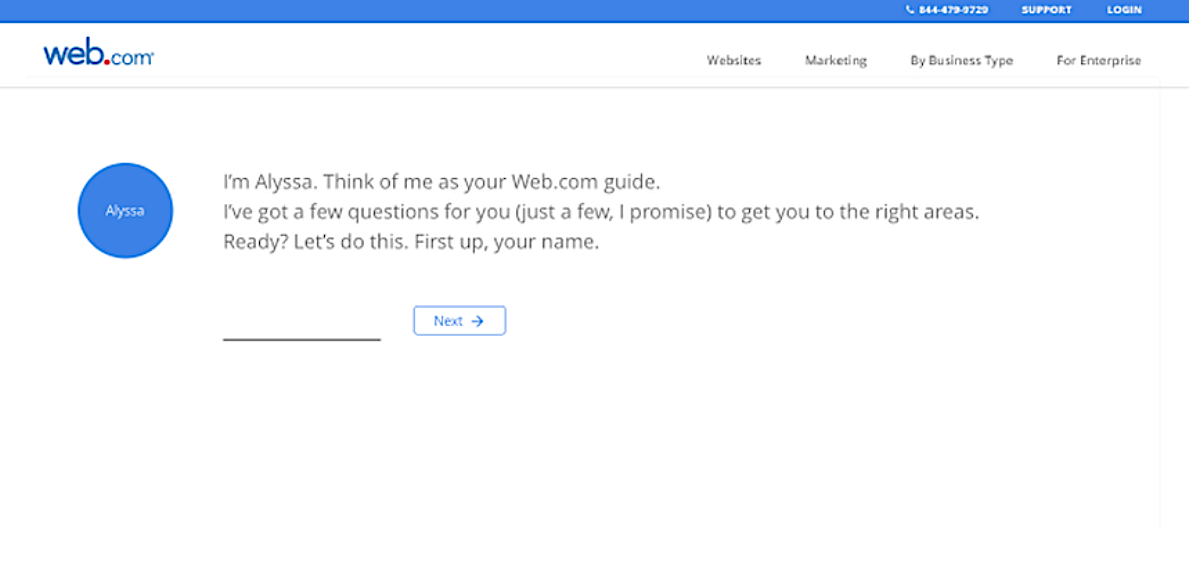 844-479-9729 SUPPORT LOGIN
web.com
Websites Marketing By Business Type For Enterprise
Alyssa
I'm Alyssa. Think of me as your Web.com guide.
I've got a few questions for you (just a few, I promise) to get you to the right areas.
Ready? Let's do this. First up, your name.
Next →